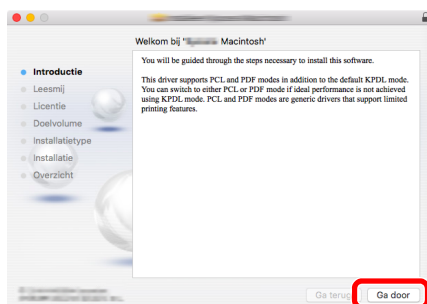 Welkom bij ' Macintosh'
Introductie
Leesmij
Licentie
Doelvolume
Installatietype
Installatie
Overzicht
You will be guided through the steps necessary to install this software.
This driver supports PCL and PDF modes in addition to the default KPDL mode.
You can switch to either PCL or PDF mode if ideal performance is not achieved
using KPDL mode. PCL and PDF modes are generic drivers that support limited
printing features.
Ga terug
Ga door